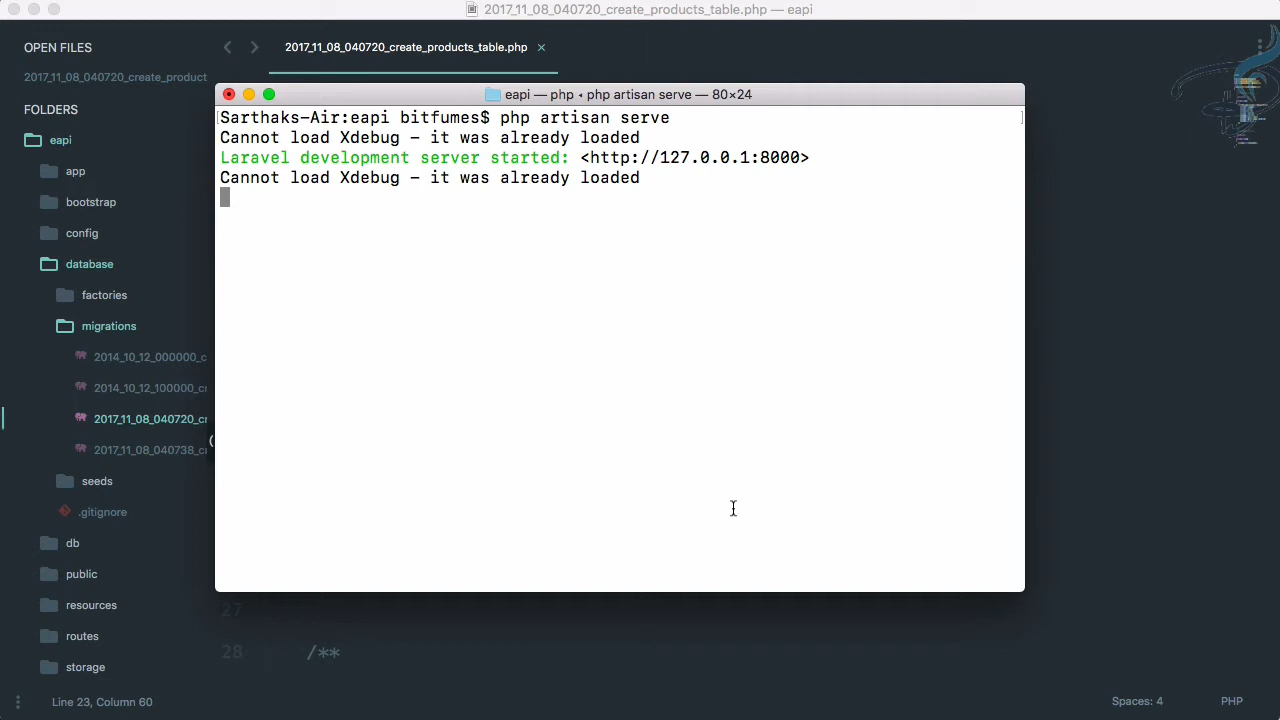 2017_11_08_040720_create_products_table.php — eapi
OPEN FILES
2017_11_08_040720_create_product
FOLDERS
eapi
app
bootstrap
config
database
factories
migrations
2014_10_12_000000_c
2014_10_12_100000_cr
2017_11_08_040720_cr
2017_11_08_040738_cr
seeds
.gitignore
db
public
resources
routes
storage
2017_11_08_040720_create_products_table.php ×
eapi — php • php artisan serve — 80×24
Sarthaks-Air:eapi bitfumes$ php artisan serve
Cannot load Xdebug - it was already loaded
Laravel development server started: <http://127.0.0.1:8000>
Cannot load Xdebug - it was already loaded
27
28 /**
Line 23, Column 60
Spaces: 4
PHP